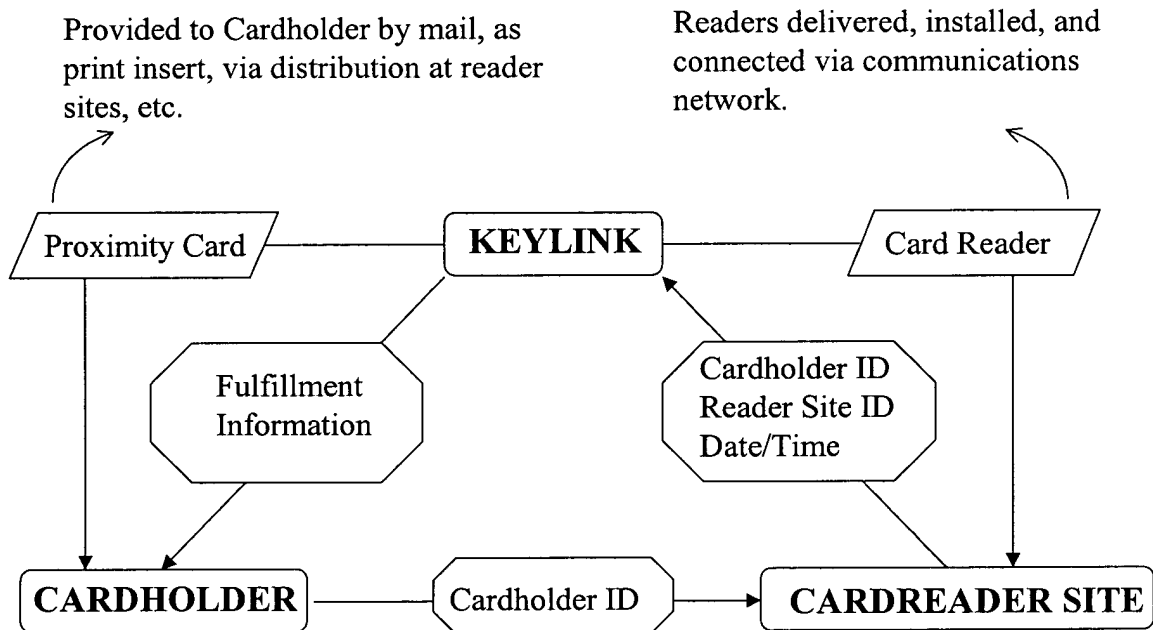 Provided to Cardholder by mail, as
print insert, via distribution at reader
sites, etc.
Readers delivered, installed, and
connected via communications
network.
Proximity Card
KEYLINK
Card Reader
Fulfillment
Information
Cardholder ID
Reader Site ID
Date/Time
CARDHOLDER
Cardholder ID
CARDREADER SITE